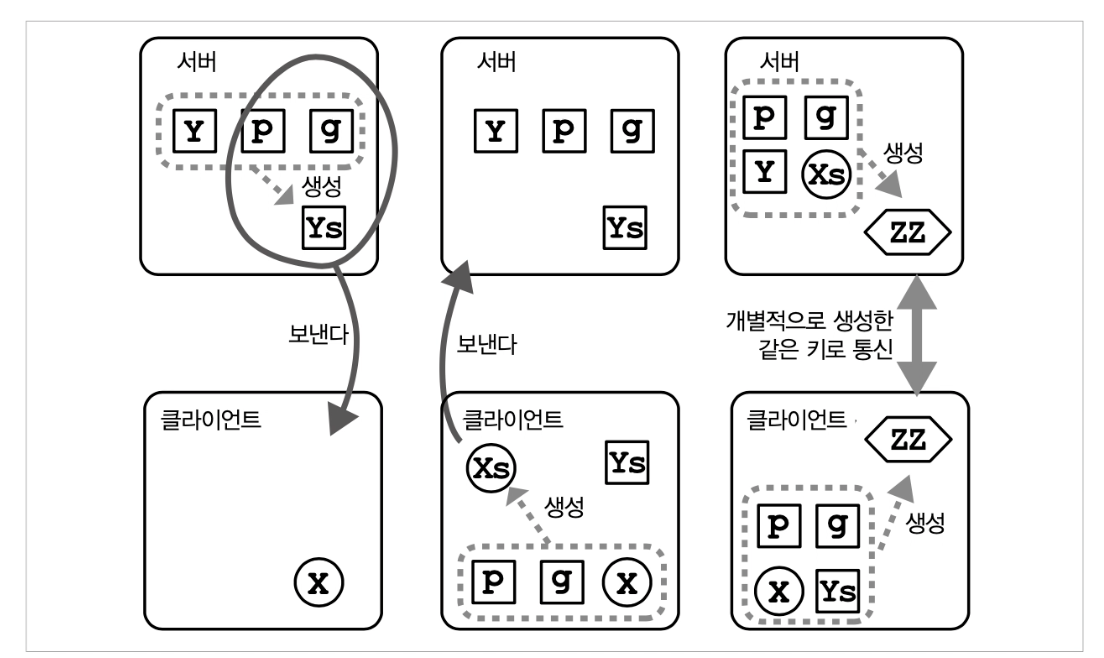 서버
Y p g
생성
Ys
보낸다
클라이언트
X
서버
Y p g
Ys
보낸다
클라이언트
Xs Ys
생성
p g X
서버
p g
생성
Y Xs
ZZ
개별적으로 생성한
같은 키로 통신
클라이언트
ZZ
p g
생성
X Ys